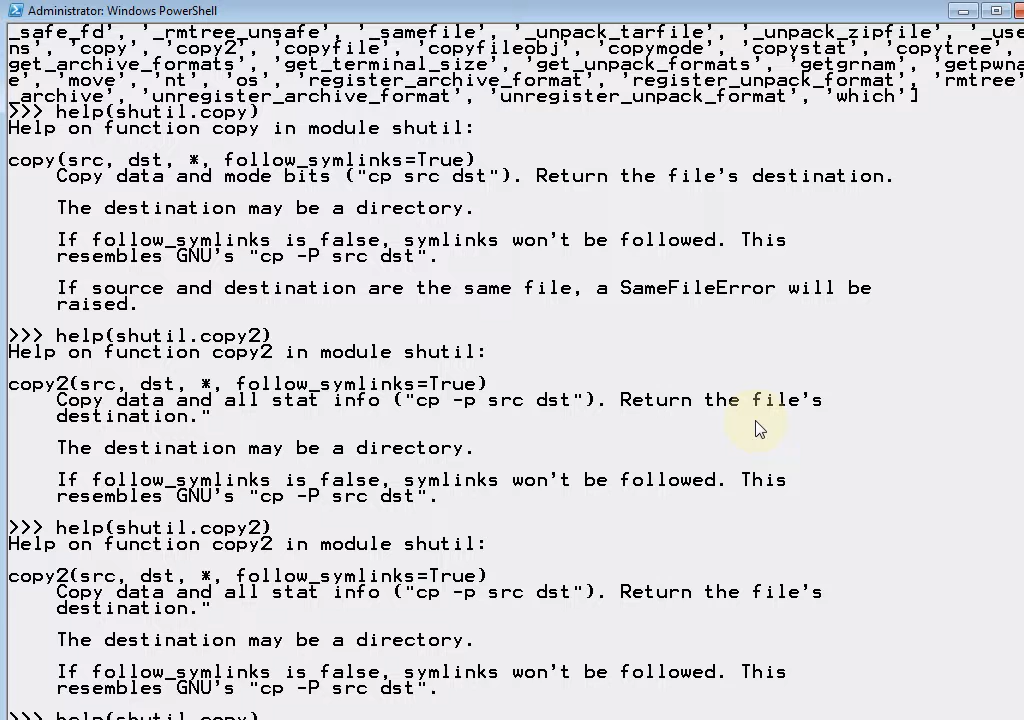 Administrator: Windows PowerShell
_safe_fd', '_rmtree_unsafe', '_samefile', '_unpack_tarfile', '_unpack_zipfile', '_use
ns', 'copy', 'copy2', 'copyfile', 'copyfileobj', 'copymode', 'copystat', 'copytree', '
get_archive_formats', 'get_terminal_size', 'get_unpack_formats', 'getgrnam', 'getpwna
e', 'move', 'nt', 'os', 'register_archive_format', 'register_unpack_format', 'rmtree'
_archive', 'unregister_archive_format', 'unregister_unpack_format', 'which']
>>> help(shutil.copy)
Help on function copy in module shutil:
copy(src, dst, *, follow_symlinks=True)
Copy data and mode bits ("cp src dst"). Return the file's destination.
The destination may be a directory.
If follow_symlinks is false, symlinks won't be followed. This
resembles GNU's "cp -P src dst".
If source and destination are the same file, a SameFileError will be
raised.
>>> help(shutil.copy2)
Help on function copy2 in module shutil:
copy2(src, dst, *, follow_symlinks=True)
Copy data and all stat info ("cp -p src dst"). Return the file's
destination."
The destination may be a directory.
If follow_symlinks is false, symlinks won't be followed. This
resembles GNU's "cp -P src dst".
>>> help(shutil.copy2)
Help on function copy2 in module shutil:
copy2(src, dst, *, follow_symlinks=True)
Copy data and all stat info ("cp -p src dst"). Return the file's
destination."
The destination may be a directory.
If follow_symlinks is false, symlinks won't be followed. This
resembles GNU's "cp -P src dst".
>>> help(shutil.copy)